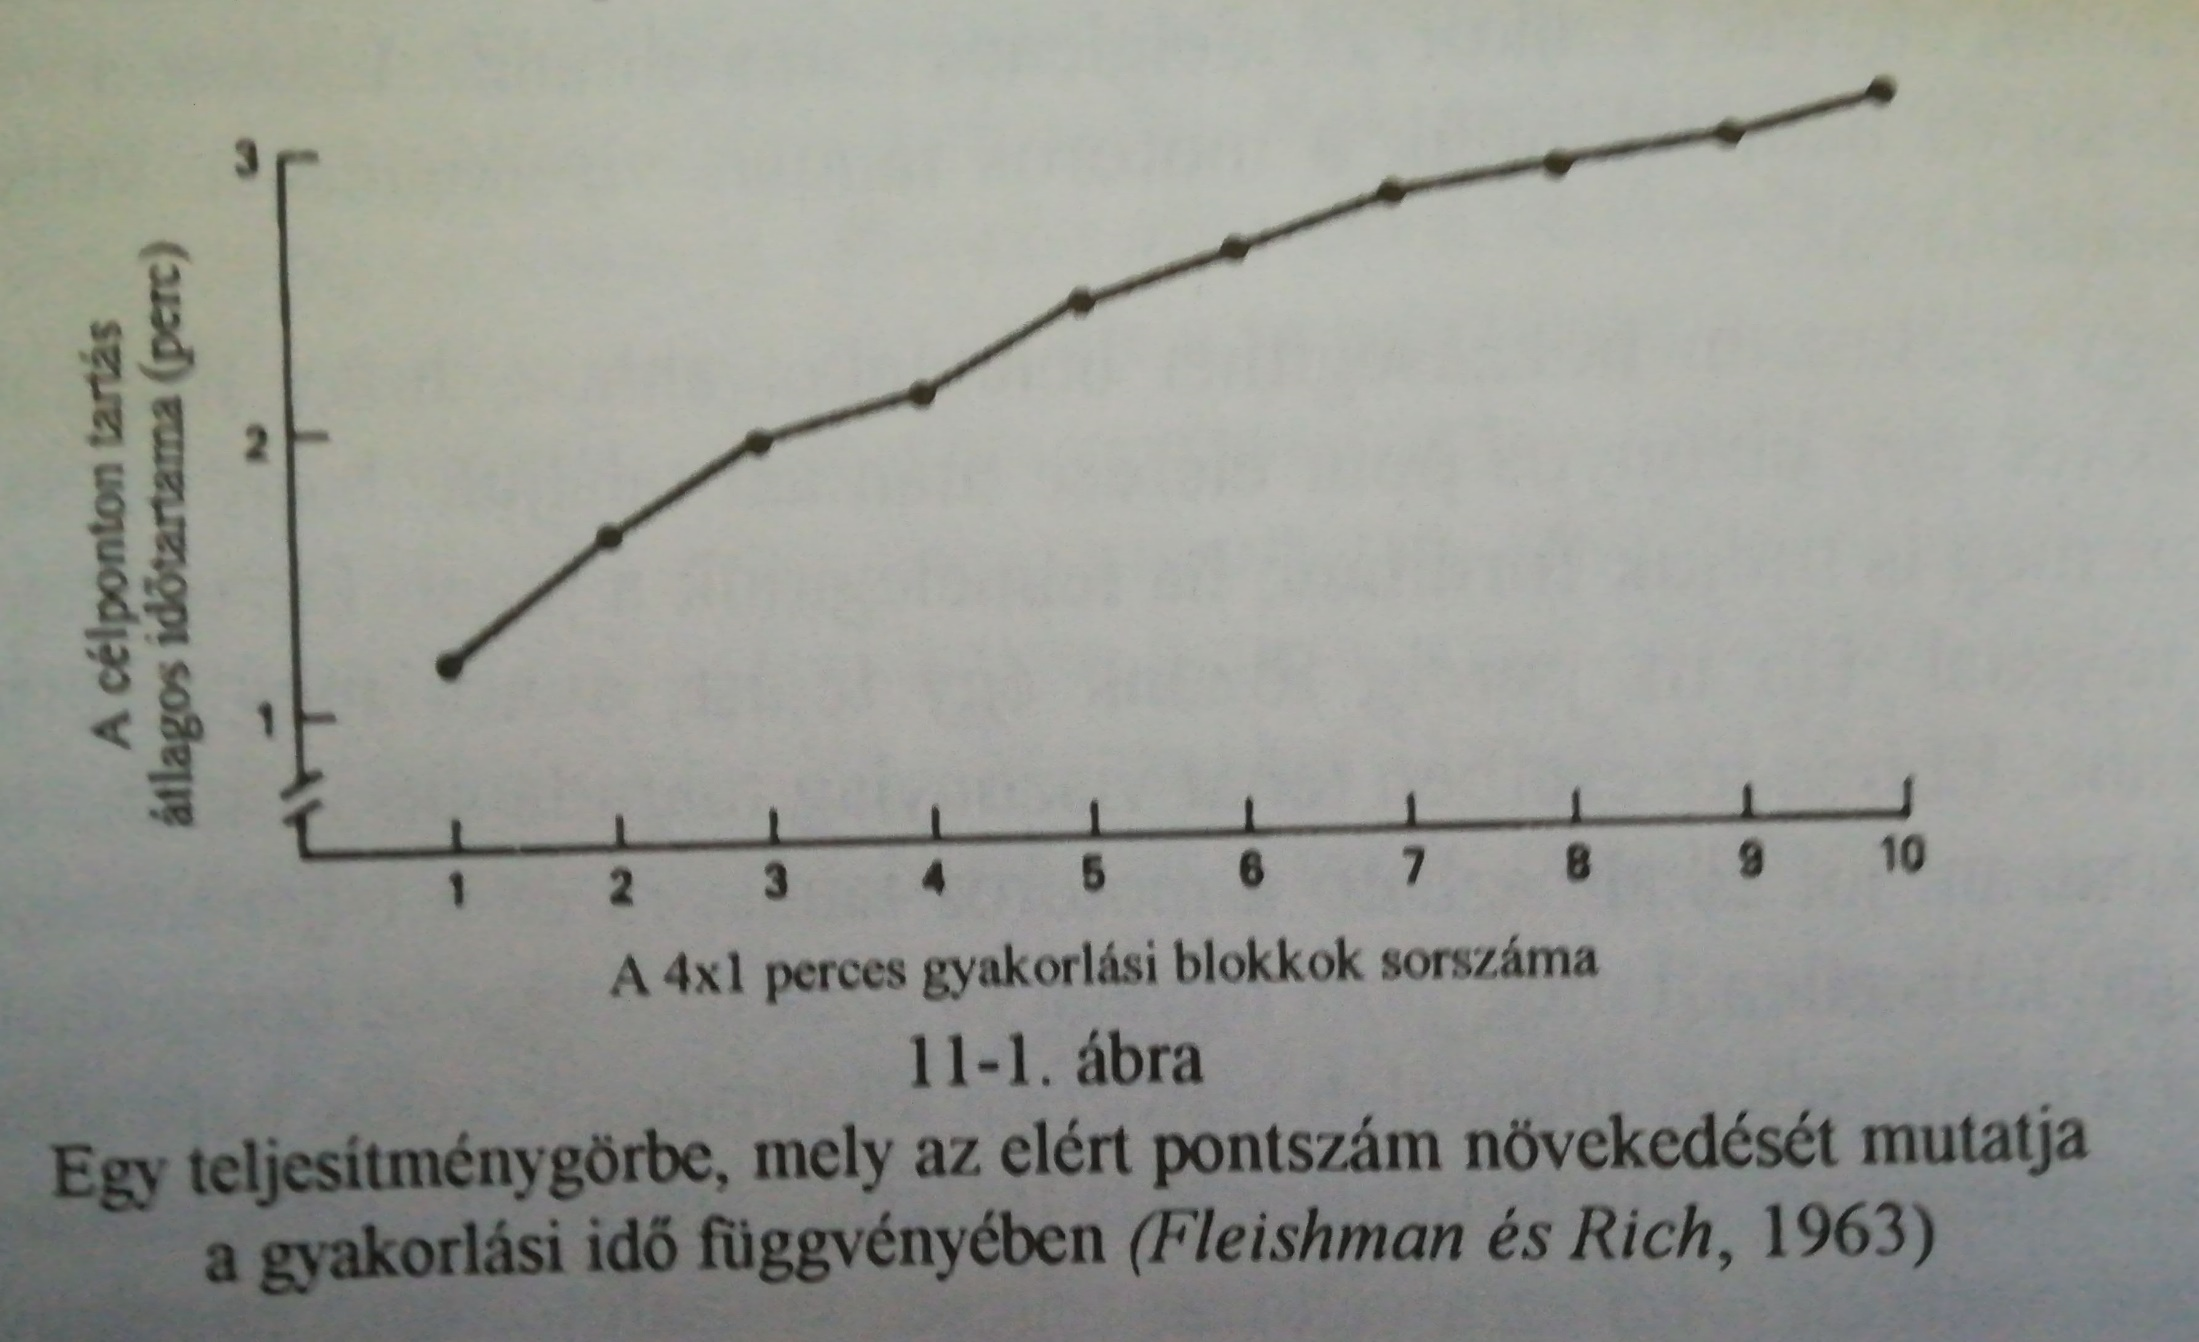 3
2
1
A célponton tartás
átlagos időtartama (perc)
1 2 3 4 5 6 7 8 9 10
A 4x1 perces gyakorlási blokkok sorszáma
11-1. ábra
Egy teljesítménygörbe, mely az elért pontszám növekedését mutatja
a gyakorlási idő függvényében (Fleishman és Rich, 1963)